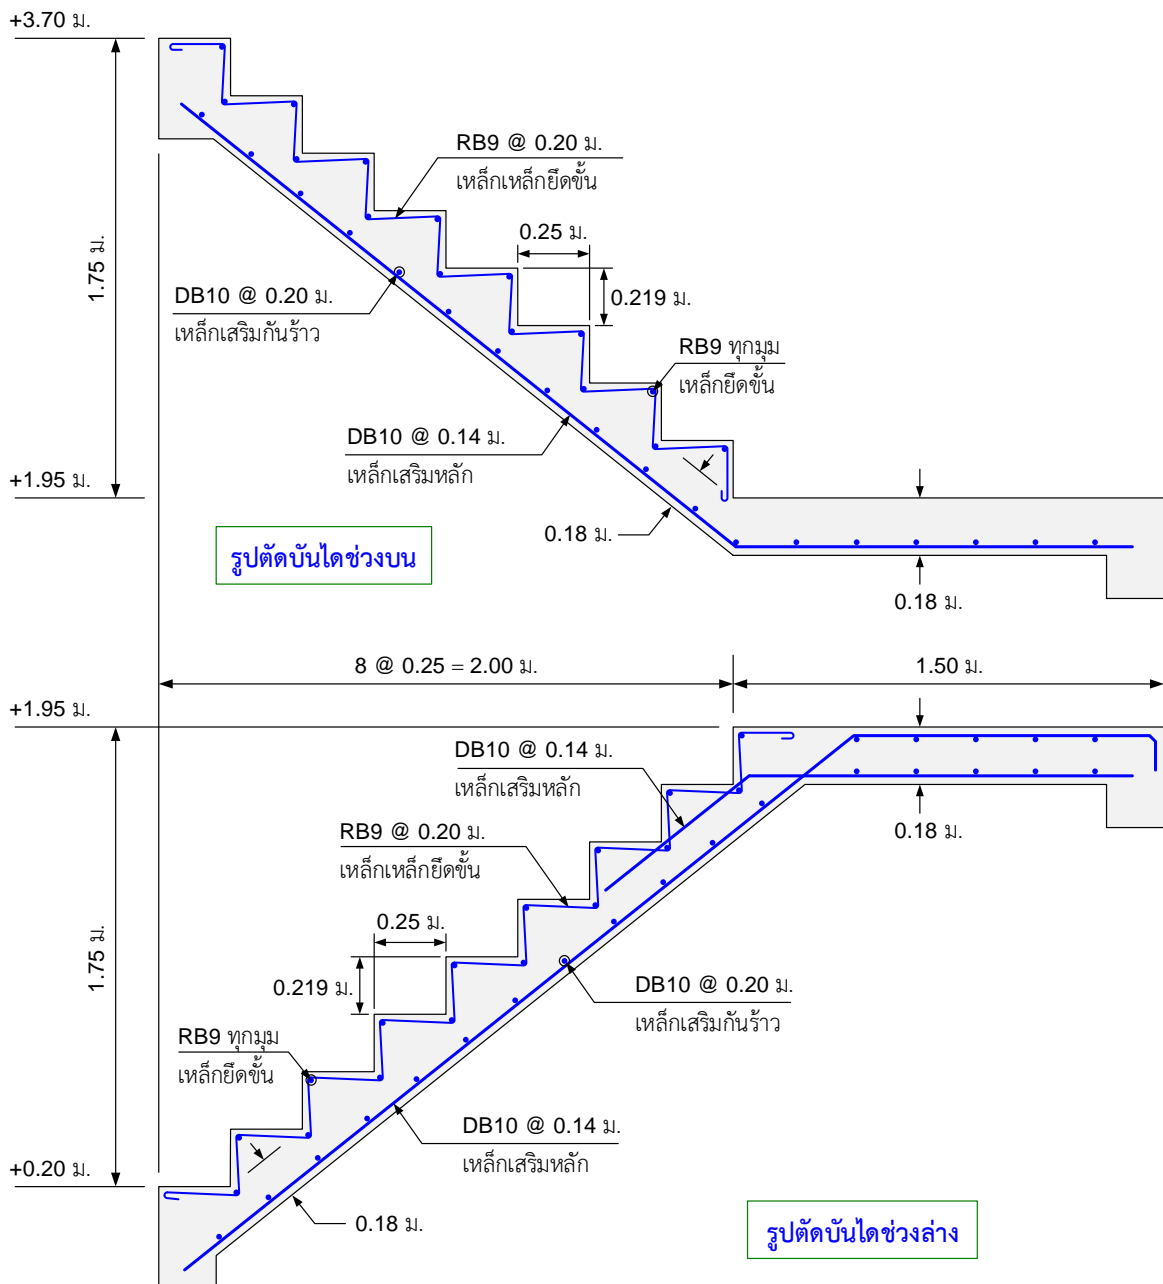 +3.70 ม.
RB9 @ 0.20 ม.
เหล็กเหล็กยึดขั้น
0.25 ม.
1.75 ม.
DB10 @ 0.20 ม.
เหล็กเสริมกันร้าว
0.219 ม.
RB9 ทุกมุม
เหล็กยึดขั้น
DB10 @ 0.14 ม.
เหล็กเสริมหลัก
+1.95 ม.
0.18 ม.
รูปตัดบันไดช่วงบน
0.18 ม.
8 @ 0.25 = 2.00 ม.
1.50 ม.
+1.95 ม.
DB10 @ 0.14 ม.
เหล็กเสริมหลัก
RB9 @ 0.20 ม.
เหล็กเหล็กยึดขั้น
0.18 ม.
0.25 ม.
1.75 ม.
0.219 ม.
DB10 @ 0.20 ม.
เหล็กเสริมกันร้าว
RB9 ทุกมุม
เหล็กยึดขั้น
DB10 @ 0.14 ม.
เหล็กเสริมหลัก
+0.20 ม.
0.18 ม.
รูปตัดบันไดช่วงล่าง